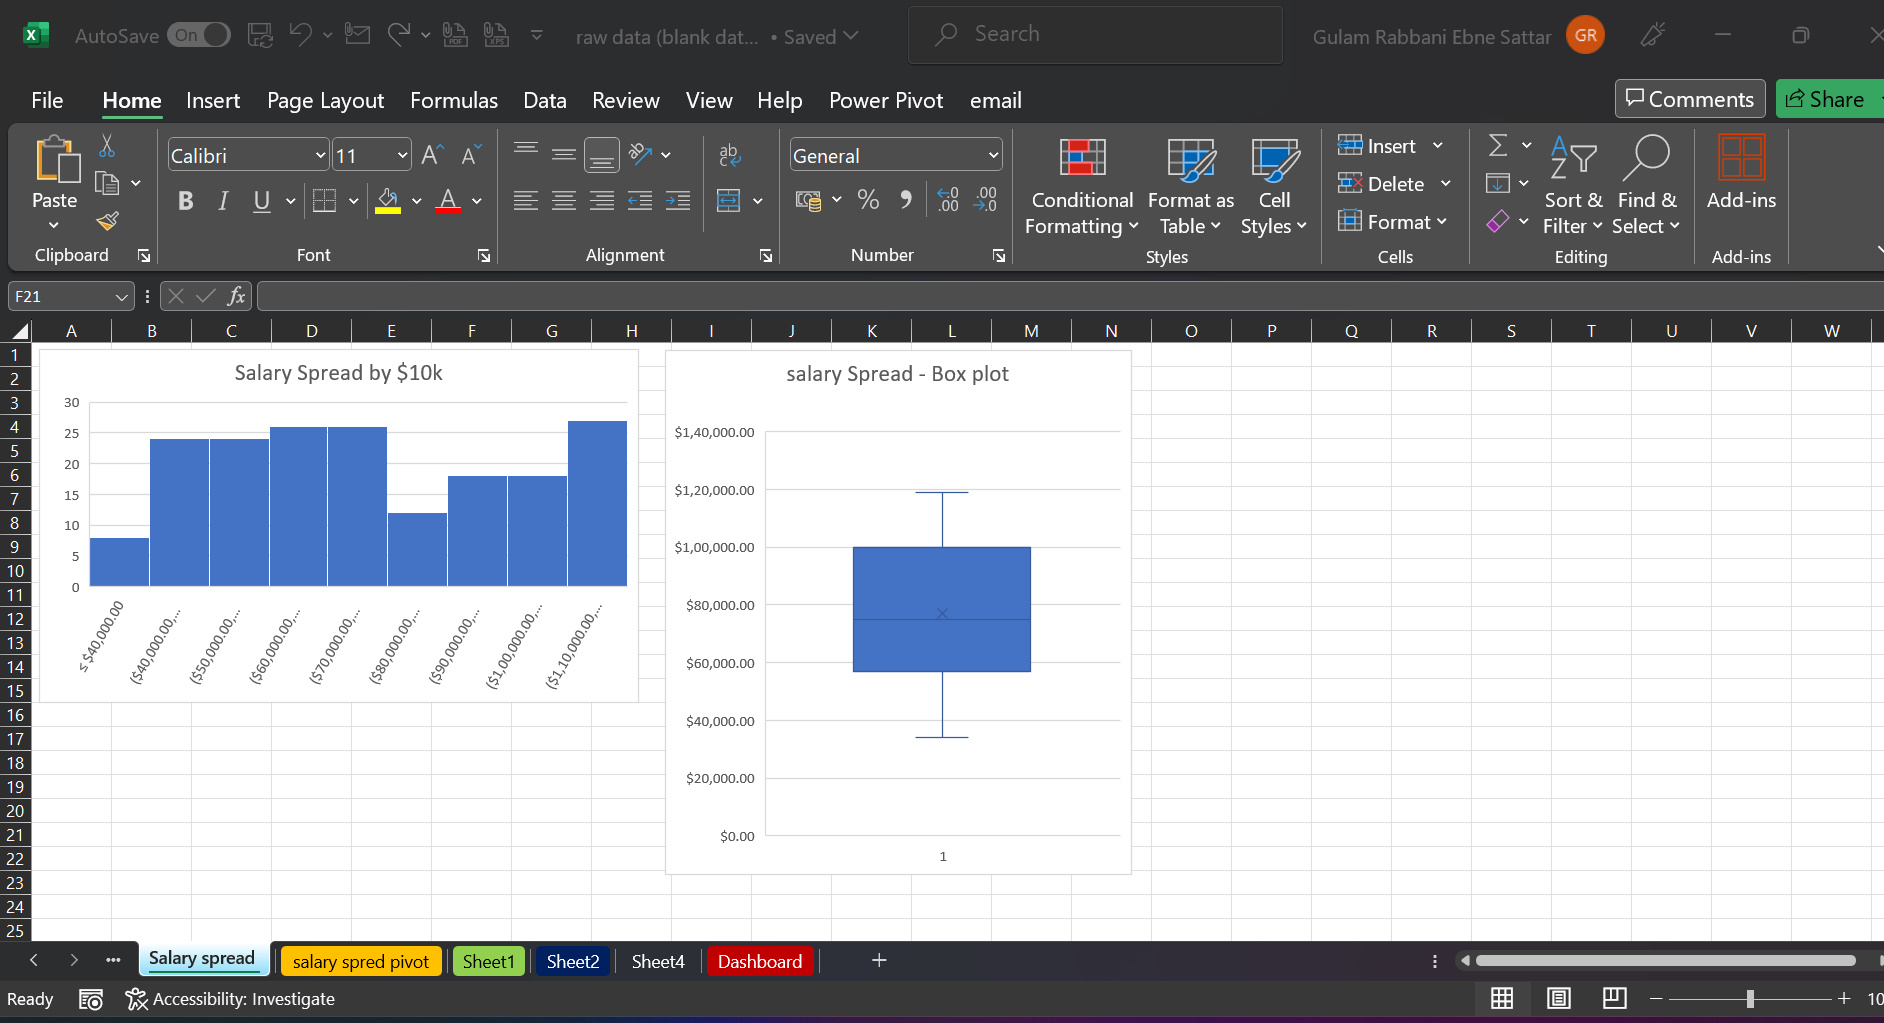 AutoSave On raw data (blank dat... • Saved Search Gulam Rabbani Ebne Sattar GR
File Home Insert Page Layout Formulas Data Review View Help Power Pivot email Comments Share
Paste
Clipboard
Calibri 11
B I U A
Font
ab
Alignment
General
% , .00 .0
Number
Conditional Formatting
Format as Table
Cell Styles
Styles
Insert
Delete
Format
Cells
Sort & Filter
Find & Select
Editing
Add-ins
Add-ins
F21 fx
A B C D E F G H I J K L M N O P Q R S T U V W
1
2
3
4
5
6
7
8
9
10
11
12
13
14
15
16
17
18
19
20
21
22
23
24
25
Salary Spread by $10k
30
25
20
15
10
5
0
≤ $40,000.00
($40,000.00,...
($50,000.00,...
($60,000.00,...
($70,000.00,...
($80,000.00,...
($90,000.00,...
($1,00,000.00,...
($1,10,000.00,...
salary Spread - Box plot
$1,40,000.00
$1,20,000.00
$1,00,000.00
$80,000.00
$60,000.00
$40,000.00
$20,000.00
$0.00
1
Salary spread salary spred pivot Sheet1 Sheet2 Sheet4 Dashboard
Ready Accessibility: Investigate